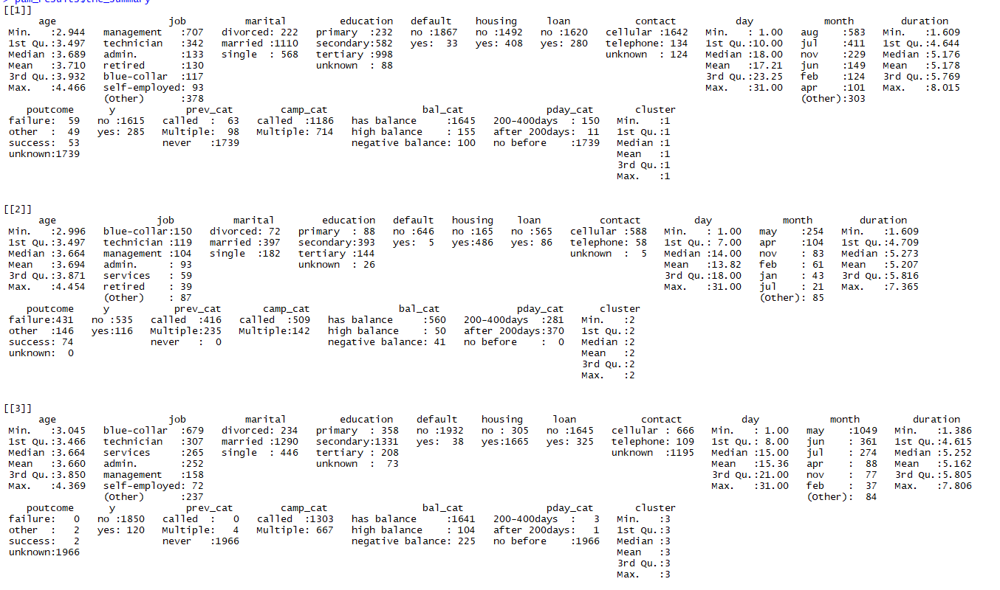 > pam_results$the_summary
[[1]]
age job marital education default housing loan contact day month duration
Min. :2.944 management :707 divorced: 222 primary :232 no :1867 no :1492 no :1620 cellular :1642 Min. : 1.00 aug :583 Min. :1.609
1st Qu.:3.497 technician :342 married :1110 secondary:582 yes: 33 yes: 408 yes: 280 telephone: 134 1st Qu.:10.00 jul :411 1st Qu.:4.644
Median :3.689 admin. :133 single : 568 tertiary :998 unknown : 124 Median :18.00 nov :229 Median :5.176
Mean :3.710 retired :130 unknown : 88 Mean :17.21 jun :149 Mean :5.178
3rd Qu.:3.932 blue-collar :117 3rd Qu.:23.25 feb :124 3rd Qu.:5.769
Max. :4.466 self-employed: 93 Max. :31.00 apr :101 Max. :8.015
(Other) :378 (Other):303
poutcome y prev_cat camp_cat bal_cat pday_cat cluster
failure: 59 no :1615 called : 63 called :1186 has balance :1645 200-400days : 150 Min. :1
other : 49 yes: 285 Multiple: 98 Multiple: 714 high balance : 155 after 200days: 11 1st Qu.:1
success: 53 never :1739 negative balance: 100 no before :1739 Median :1
unknown:1739 Mean :1
3rd Qu.:1
Max. :1
[[2]]
age job marital education default housing loan contact day month duration
Min. :2.996 blue-collar:150 divorced: 72 primary : 88 no :646 no :165 no :565 cellular :588 Min. : 1.00 may :254 Min. :1.609
1st Qu.:3.497 technician :119 married :397 secondary:393 yes: 5 yes:486 yes: 86 telephone: 58 1st Qu.: 7.00 apr :104 1st Qu.:4.709
Median :3.664 management :104 single :182 tertiary :144 unknown : 5 Median :14.00 nov : 83 Median :5.273
Mean :3.694 admin. : 93 unknown : 26 Mean :13.82 feb : 61 Mean :5.207
3rd Qu.:3.871 services : 59 3rd Qu.:18.00 jan : 43 3rd Qu.:5.816
Max. :4.454 retired : 39 Max. :31.00 jul : 21 Max. :7.365
(Other) : 87 (Other): 85
poutcome y prev_cat camp_cat bal_cat pday_cat cluster
failure:431 no :535 called :416 called :509 has balance :560 200-400days :281 Min. :2
other :146 yes:116 Multiple:235 Multiple:142 high balance : 50 after 200days:370 1st Qu.:2
success: 74 never : 0 negative balance: 41 no before : 0 Median :2
unknown: 0 Mean :2
3rd Qu.:2
Max. :2
[[3]]
age job marital education default housing loan contact day month duration
Min. :3.045 blue-collar :679 divorced: 234 primary : 358 no :1932 no : 305 no :1645 cellular : 666 Min. : 1.00 may :1049 Min. :1.386
1st Qu.:3.466 technician :307 married :1290 secondary:1331 yes: 38 yes:1665 yes: 325 telephone: 109 1st Qu.: 8.00 jun : 361 1st Qu.:4.615
Median :3.664 services :265 single : 446 tertiary : 208 unknown :1195 Median :15.00 jul : 274 Median :5.252
Mean :3.660 admin. :252 unknown : 73 Mean :15.36 apr : 88 Mean :5.162
3rd Qu.:3.850 management :158 3rd Qu.:21.00 nov : 77 3rd Qu.:5.805
Max. :4.369 self-employed: 72 Max. :31.00 feb : 37 Max. :7.806
(Other) :237 (Other): 84
poutcome y prev_cat camp_cat bal_cat pday_cat cluster
failure: 0 no :1850 called : 0 called :1303 has balance :1641 200-400days : 3 Min. :3
other : 2 yes: 120 Multiple: 4 Multiple: 667 high balance : 104 after 200days: 1 1st Qu.:3
success: 2 never :1966 negative balance: 225 no before :1966 Median :3
unknown:1966 Mean :3
3rd Qu.:3
Max. :3